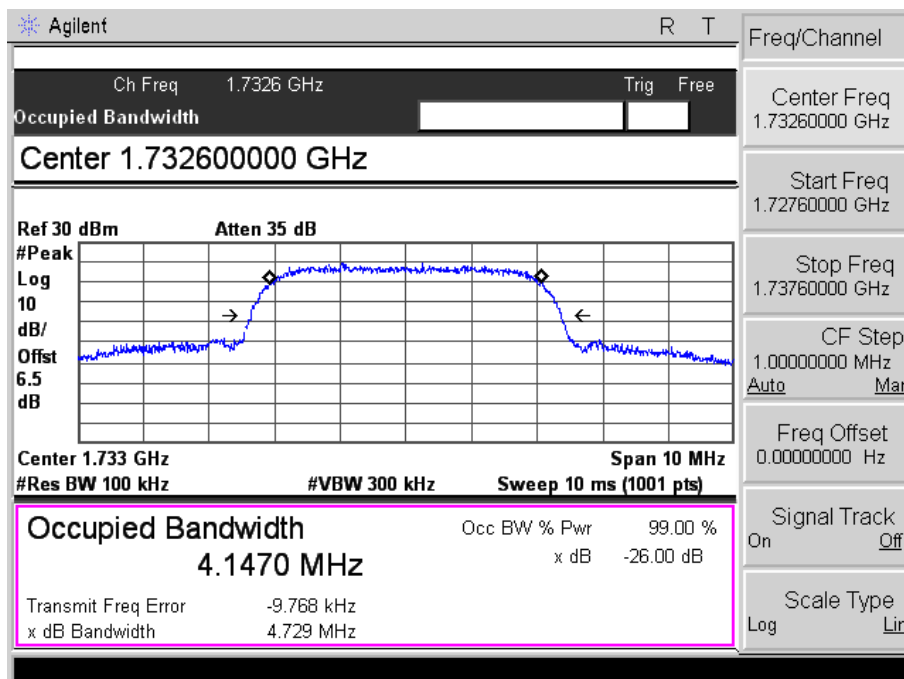 Agilent R T
Ch Freq 1.7326 GHz Trig Free
Occupied Bandwidth
Center 1.732600000 GHz
Ref 30 dBm Atten 35 dB
#Peak
Log
10
dB/
Offst
6.5
dB
Center 1.733 GHz Span 10 MHz
#Res BW 100 kHz #VBW 300 kHz Sweep 10 ms (1001 pts)
Occupied Bandwidth Occ BW % Pwr 99.00 %
4.1470 MHz x dB -26.00 dB
Transmit Freq Error -9.768 kHz
x dB Bandwidth 4.729 MHz
Freq/Channel
Center Freq
1.73260000 GHz
Start Freq
1.72760000 GHz
Stop Freq
1.73760000 GHz
CF Step
1.00000000 MHz
Auto Mar
Freq Offset
0.00000000 Hz
Signal Track
On Off
Scale Type
Log Lin